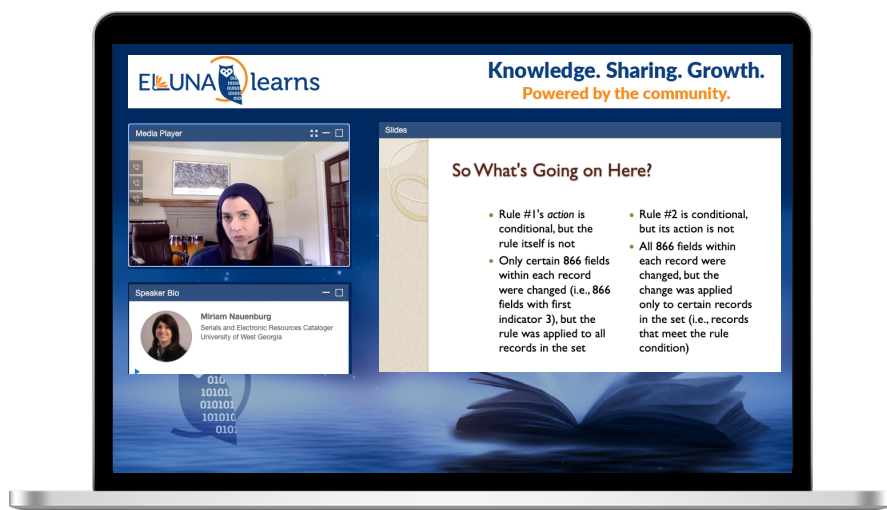 ELUNA learns
Knowledge. Sharing. Growth.
Powered by the community.
Media Player
Slides
So What's Going on Here?
• Rule #1's action is
conditional, but the
rule itself is not
• Only certain 866 fields
within each record
were changed (i.e., 866
fields with first
indicator 3), but the
rule was applied to all
records in the set
• Rule #2 is conditional,
but its action is not
• All 866 fields within
each record were
changed, but the
change was applied
only to certain records
in the set (i.e., records
that meet the rule
condition)
Speaker Bio
Miriam Nauenburg
Serials and Electronic Resources Cataloger
University of West Georgia
010
10101
010101
101010
0101